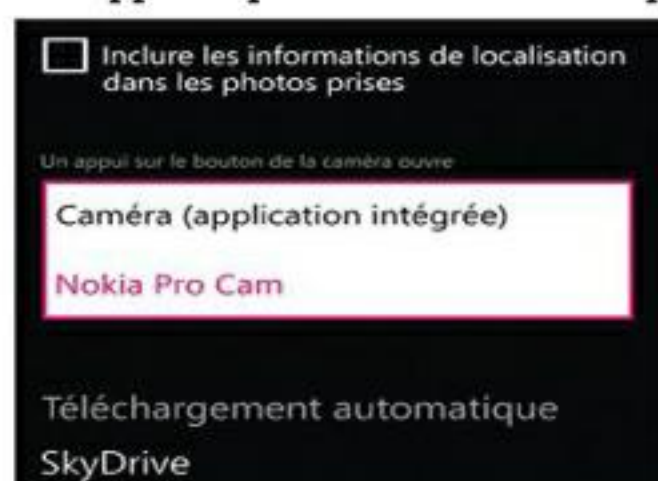 Inclure les informations de localisation
dans les photos prises
Un appui sur le bouton de la caméra ouvre
Caméra (application intégrée)
Nokia Pro Cam
Téléchargement automatique
SkyDrive